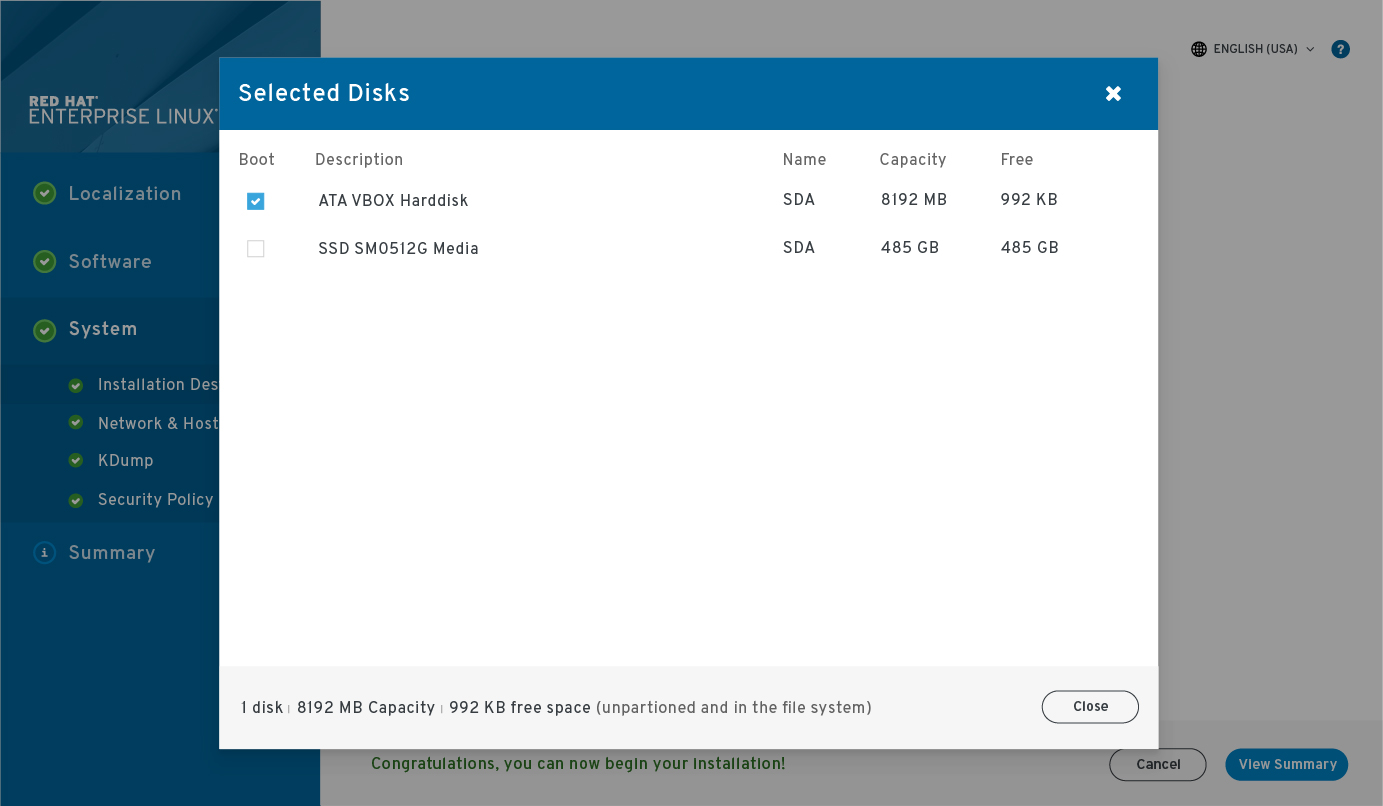 ENGLISH (USA)
?
RED HAT
ENTERPRISE LINUX
Localization
Software
System
Installation Des
Network & Host
KDump
Security Policy
Summary
Selected Disks
Boot Description Name Capacity Free
ATA VBOX Harddisk SDA 8192 MB 992 KB
SSD SM0512G Media SDA 485 GB 485 GB
1 disk | 8192 MB Capacity | 992 KB free space (unpartioned and in the file system)
Close
Congratulations, you can now begin your installation!
Cancel
View Summary